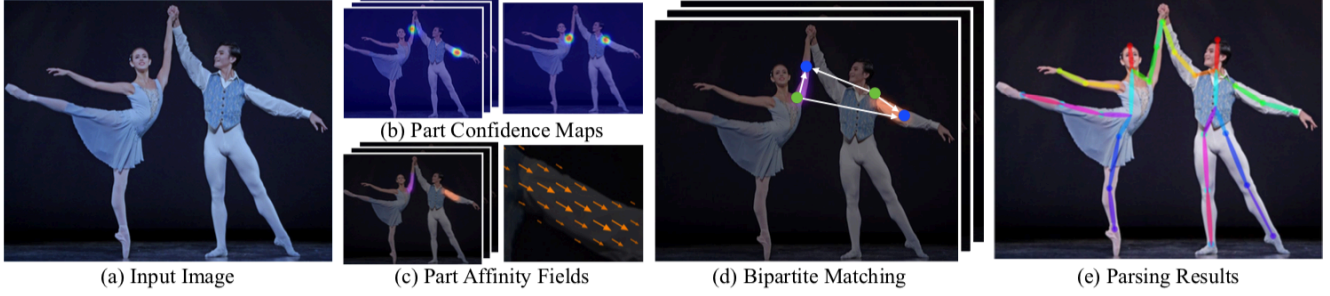 (b) Part Confidence Maps
(a) Input Image
(c) Part Affinity Fields
(d) Bipartite Matching
(e) Parsing Results